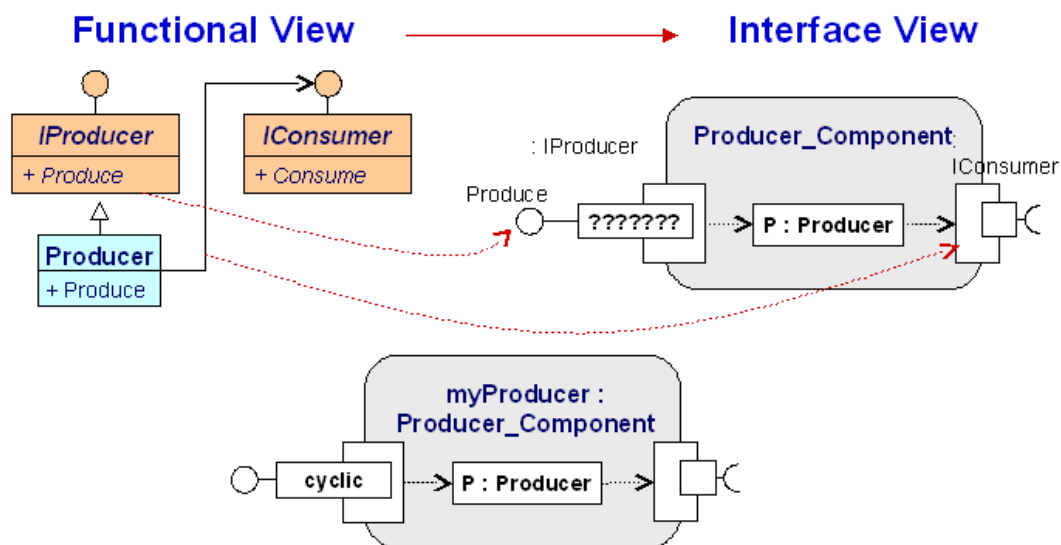 Functional View
Interface View
IProducer
+ Produce
IConsumer
+ Consume
Producer
+ Produce
: IProducer
Produce
???????
Producer_Component
P : Producer
:
IConsumer
myProducer :
Producer_Component
cyclic
P : Producer